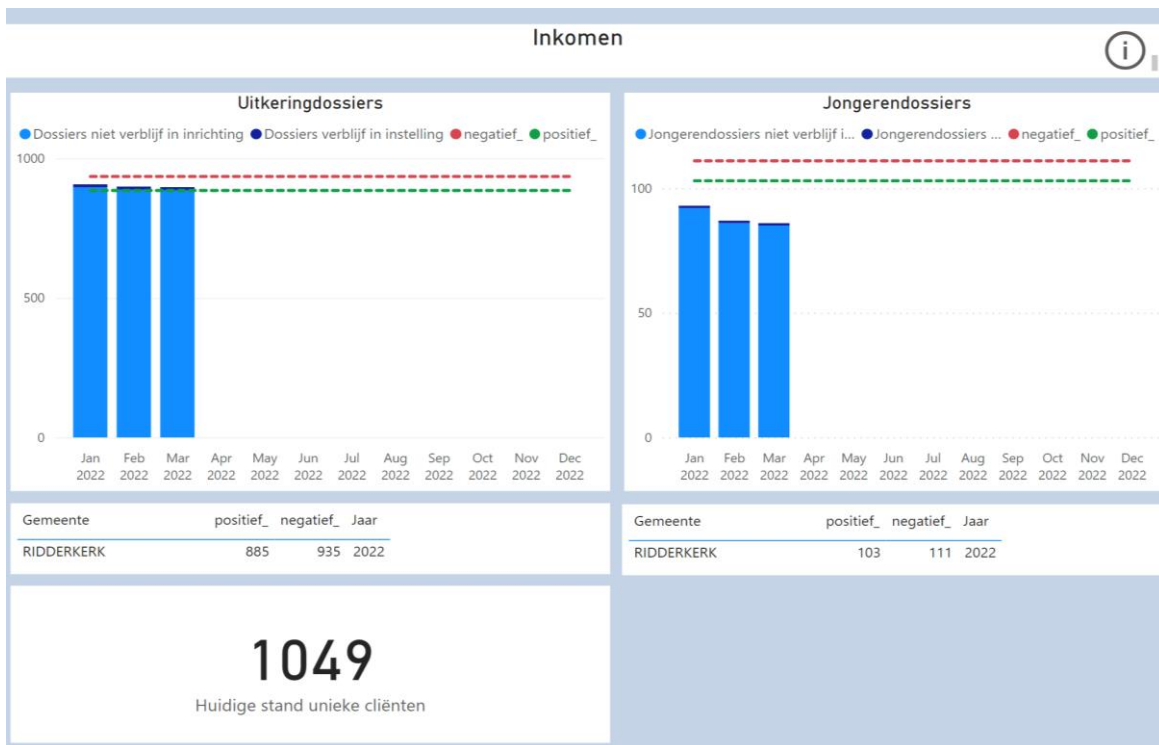 Inkomen
i
Uitkeringdossiers
Dossiers niet verblijf in inrichting Dossiers verblijf in instelling negatief_ positief_
1000
500
0
Jan Feb Mar Apr May Jun Jul Aug Sep Oct Nov Dec
2022 2022 2022 2022 2022 2022 2022 2022 2022 2022 2022 2022
Gemeente positief_ negatief_ Jaar
RIDDERKERK 885 935 2022
1049
Huidige stand unieke cliënten
Jongerendossiers
Jongerendossiers niet verblijf i... Jongerendossiers ... negatief_ positief_
100
50
0
Jan Feb Mar Apr May Jun Jul Aug Sep Oct Nov Dec
2022 2022 2022 2022 2022 2022 2022 2022 2022 2022 2022 2022
Gemeente positief_ negatief_ Jaar
RIDDERKERK 103 111 2022